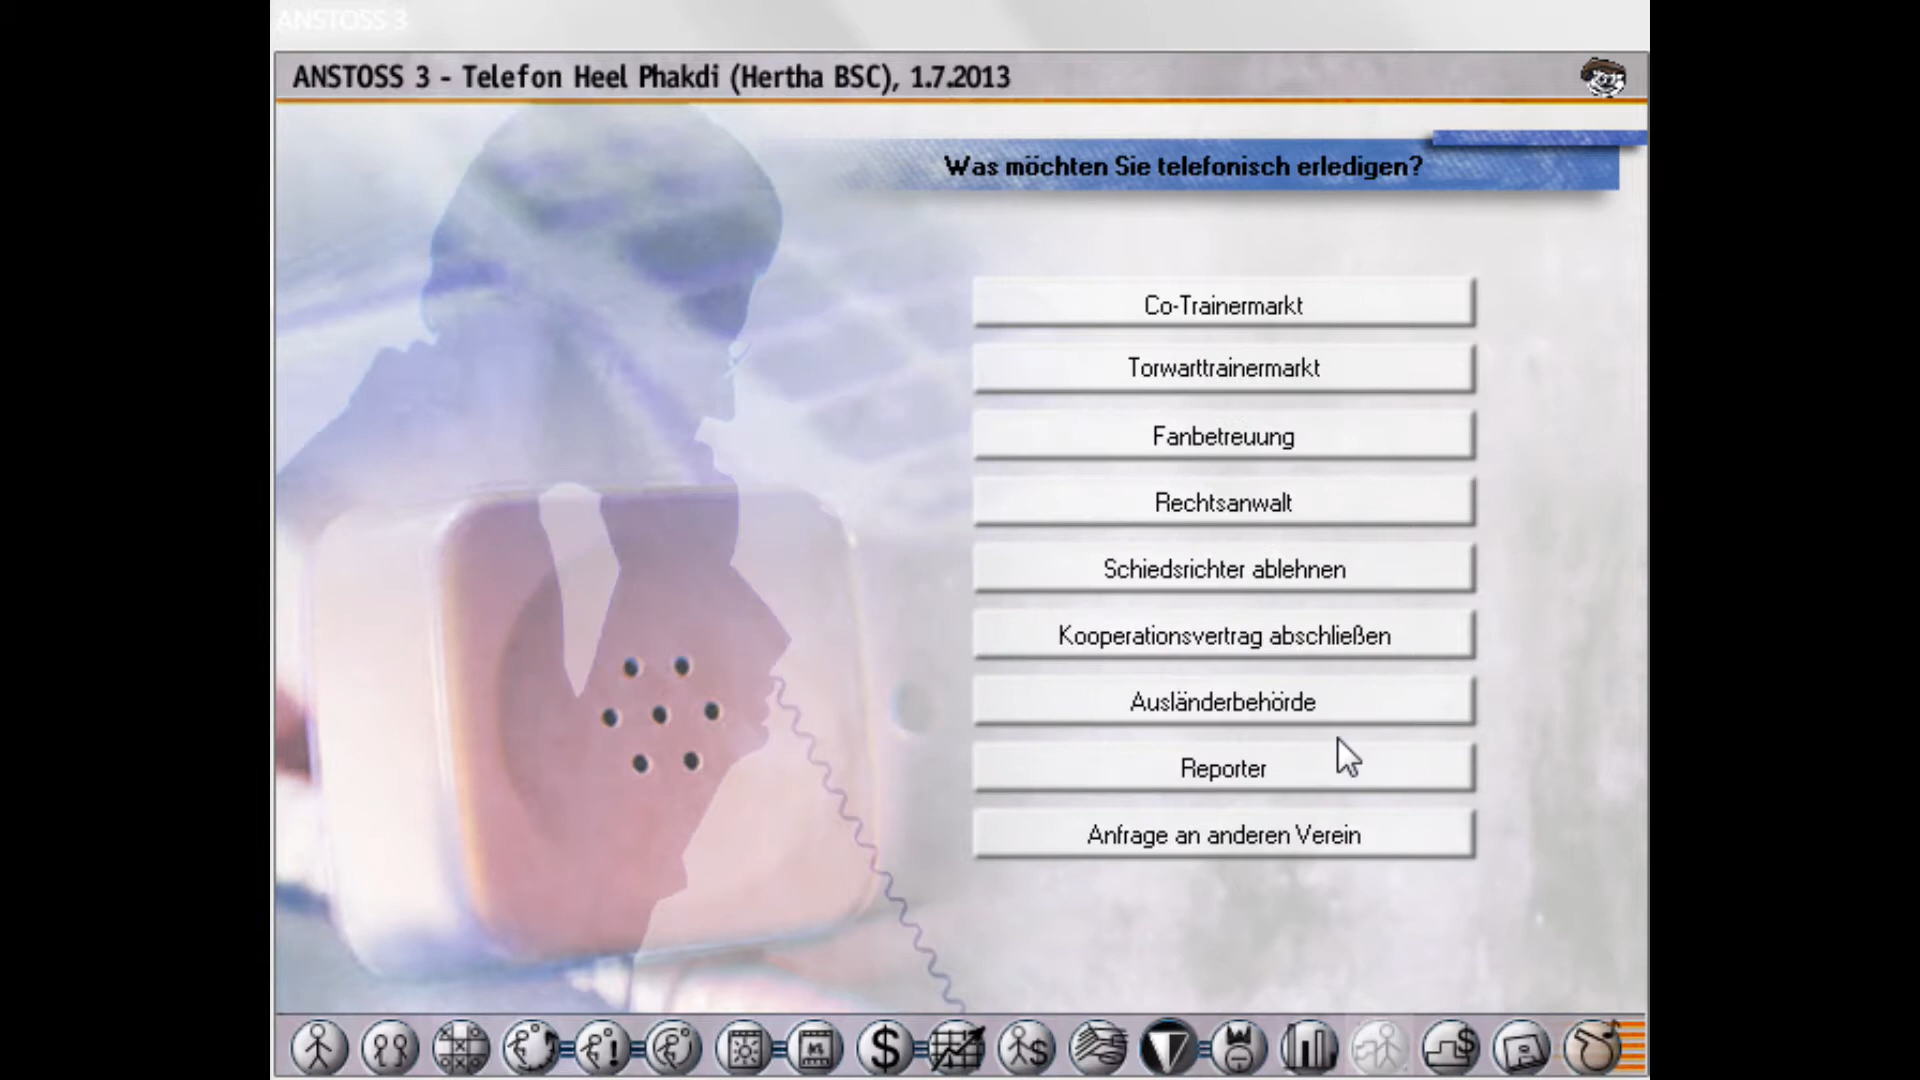 ANSTOSS 3
ANSTOSS 3 - Telefon Heel Phakdi (Hertha BSC), 1.7.2013
Was möchten Sie telefonisch erledigen?
Co-Trainermarkt
Torwarttrainermarkt
Fanbetreuung
Rechtsanwalt
Schiedsrichter ablehnen
Kooperationsvertrag abschließen
Ausländerbehörde
Reporter
Anfrage an anderen Verein